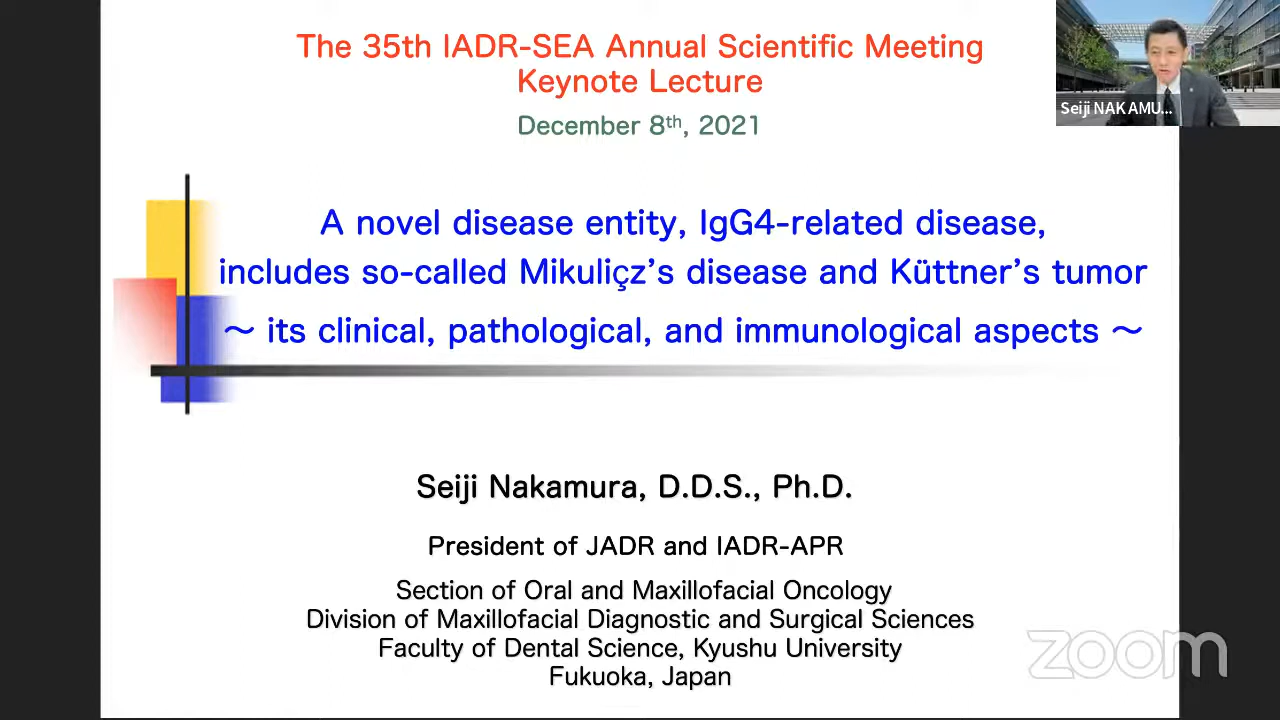 The 35th IADR-SEA Annual Scientific Meeting
Keynote Lecture
December 8th, 2021
Seiji NAKAMU...
A novel disease entity, IgG4-related disease,
includes so-called Mikuliçz’s disease and Küttner’s tumor
～ its clinical, pathological, and immunological aspects ～
Seiji Nakamura, D.D.S., Ph.D.
President of JADR and IADR-APR
Section of Oral and Maxillofacial Oncology
Division of Maxillofacial Diagnostic and Surgical Sciences
Faculty of Dental Science, Kyushu University
Fukuoka, Japan
zoom